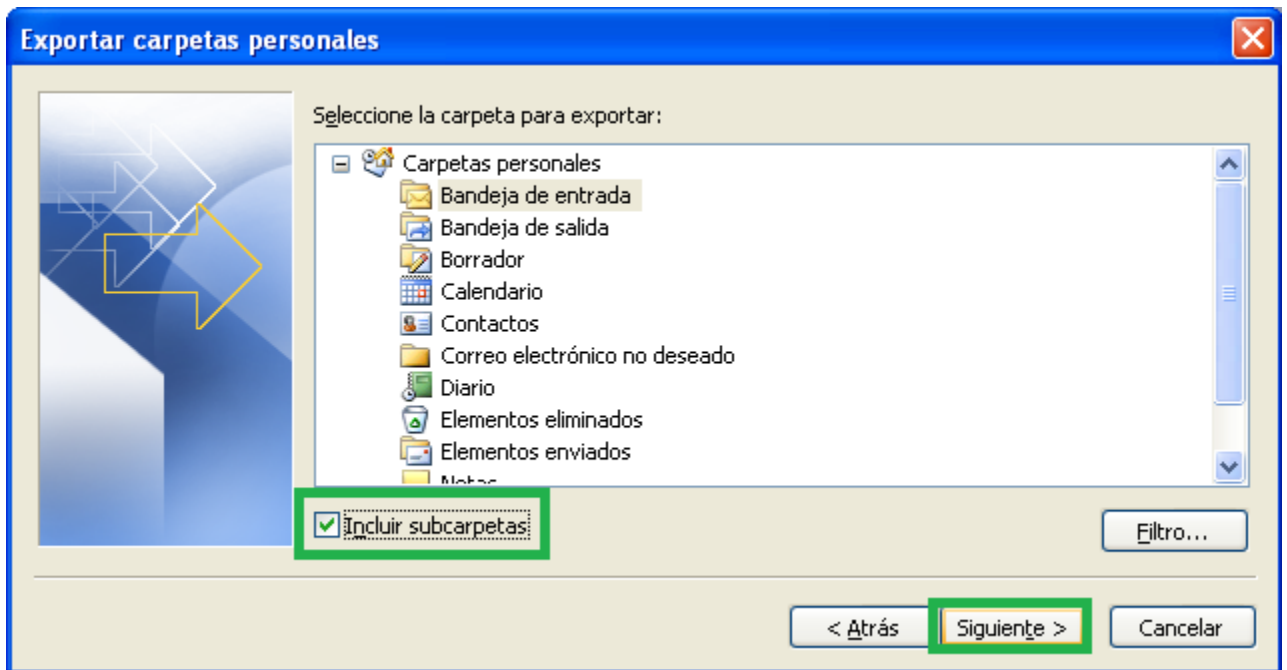 Exportar carpetas personales
Seleccione la carpeta para exportar:
Carpetas personales
Bandeja de entrada
Bandeja de salida
Borrador
Calendario
Contactos
Correo electrónico no deseado
Diario
Elementos eliminados
Elementos enviados
Notas
Incluir subcarpetas
Filtro...
< Atrás
Siguiente >
Cancelar